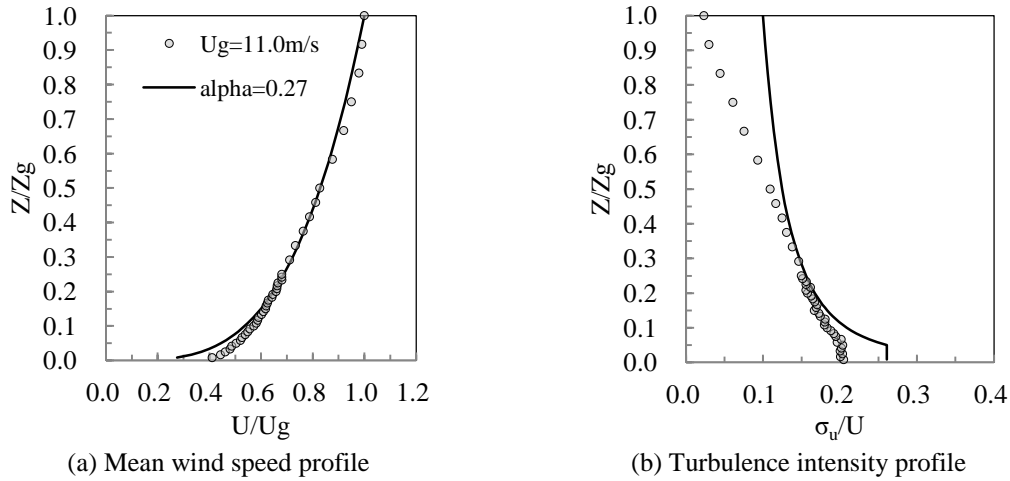 1.0
0.9
0.8
0.7
0.6
0.5
0.4
0.3
0.2
0.1
0.0
Z/Zg
Ug=11.0m/s
alpha=0.27
0.0 0.2 0.4 0.6 0.8 1.0 1.2
U/Ug
(a) Mean wind speed profile
1.0
0.9
0.8
0.7
0.6
0.5
0.4
0.3
0.2
0.1
0.0
Z/Zg
0.0 0.1 0.2 0.3 0.4
σu/U
(b) Turbulence intensity profile